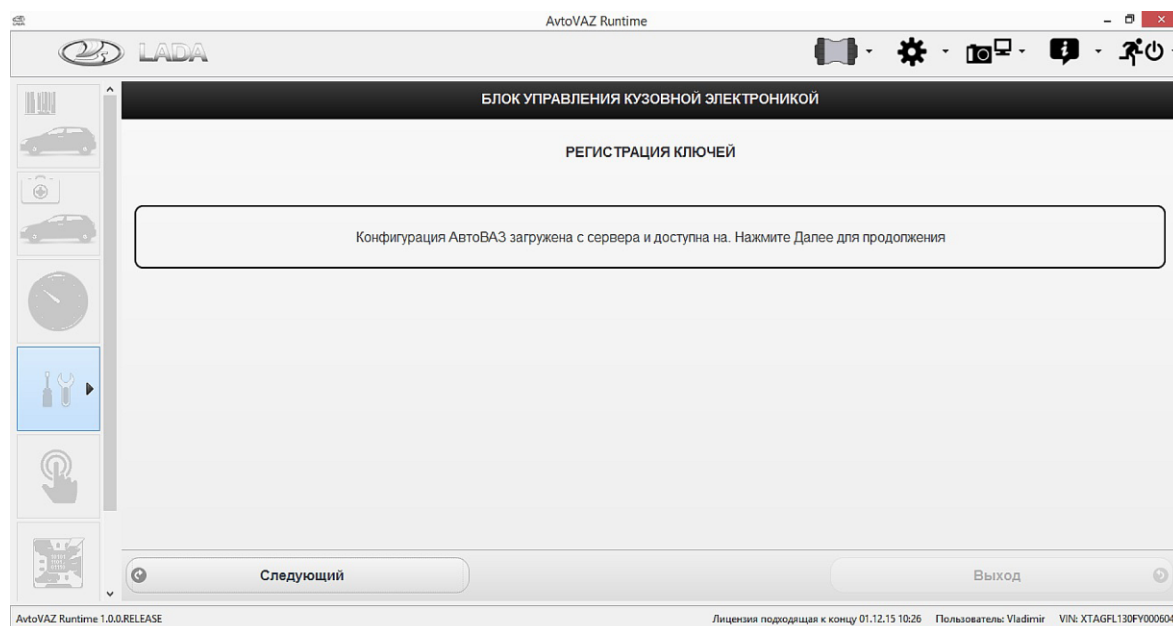 AvtoVAZ Runtime
LADA
БЛОК УПРАВЛЕНИЯ КУЗОВНОЙ ЭЛЕКТРОНИКОЙ
РЕГИСТРАЦИЯ КЛЮЧЕЙ
Конфигурация АвтоВАЗ загружена с сервера и доступна на. Нажмите Далее для продолжения
Следующий
Выход
AvtoVAZ Runtime 1.0.0.RELEASE
Лицензия подходящая к концу 01.12.15 10:26 Пользователь: Vladimir VIN: XTAGFL130FY000604